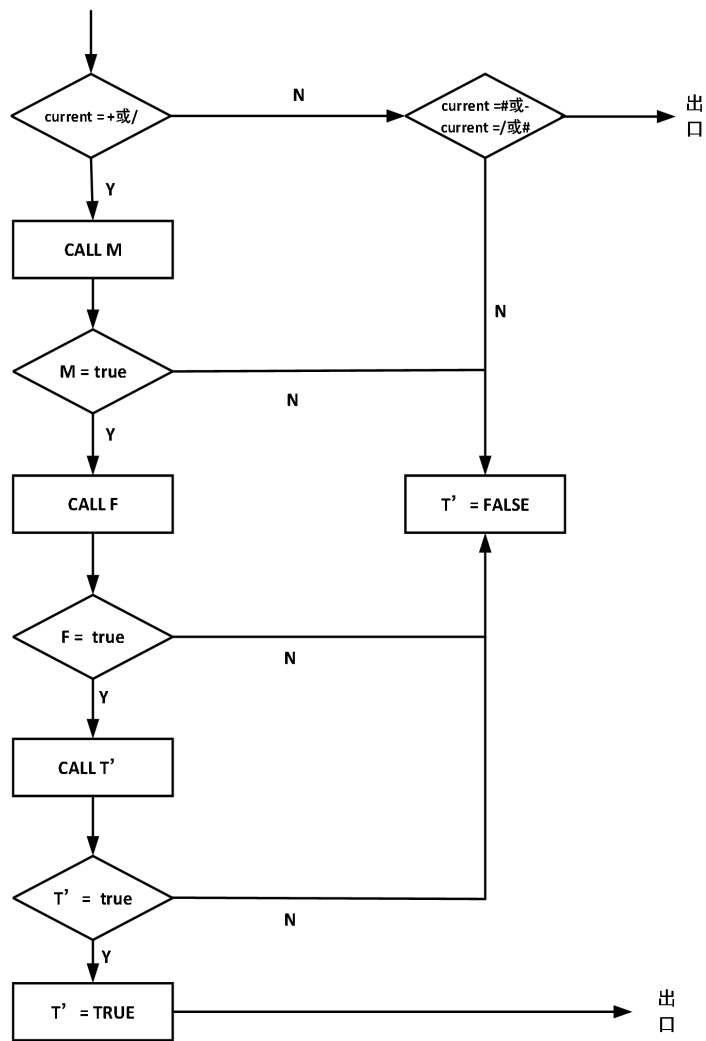 current = +或/
N
current =#或-
current =/或#
出
口
Y
CALL M
N
M = true
N
Y
CALL F
T’ = FALSE
F = true
N
Y
CALL T’
T’ = true
N
Y
T’ = TRUE
出
口